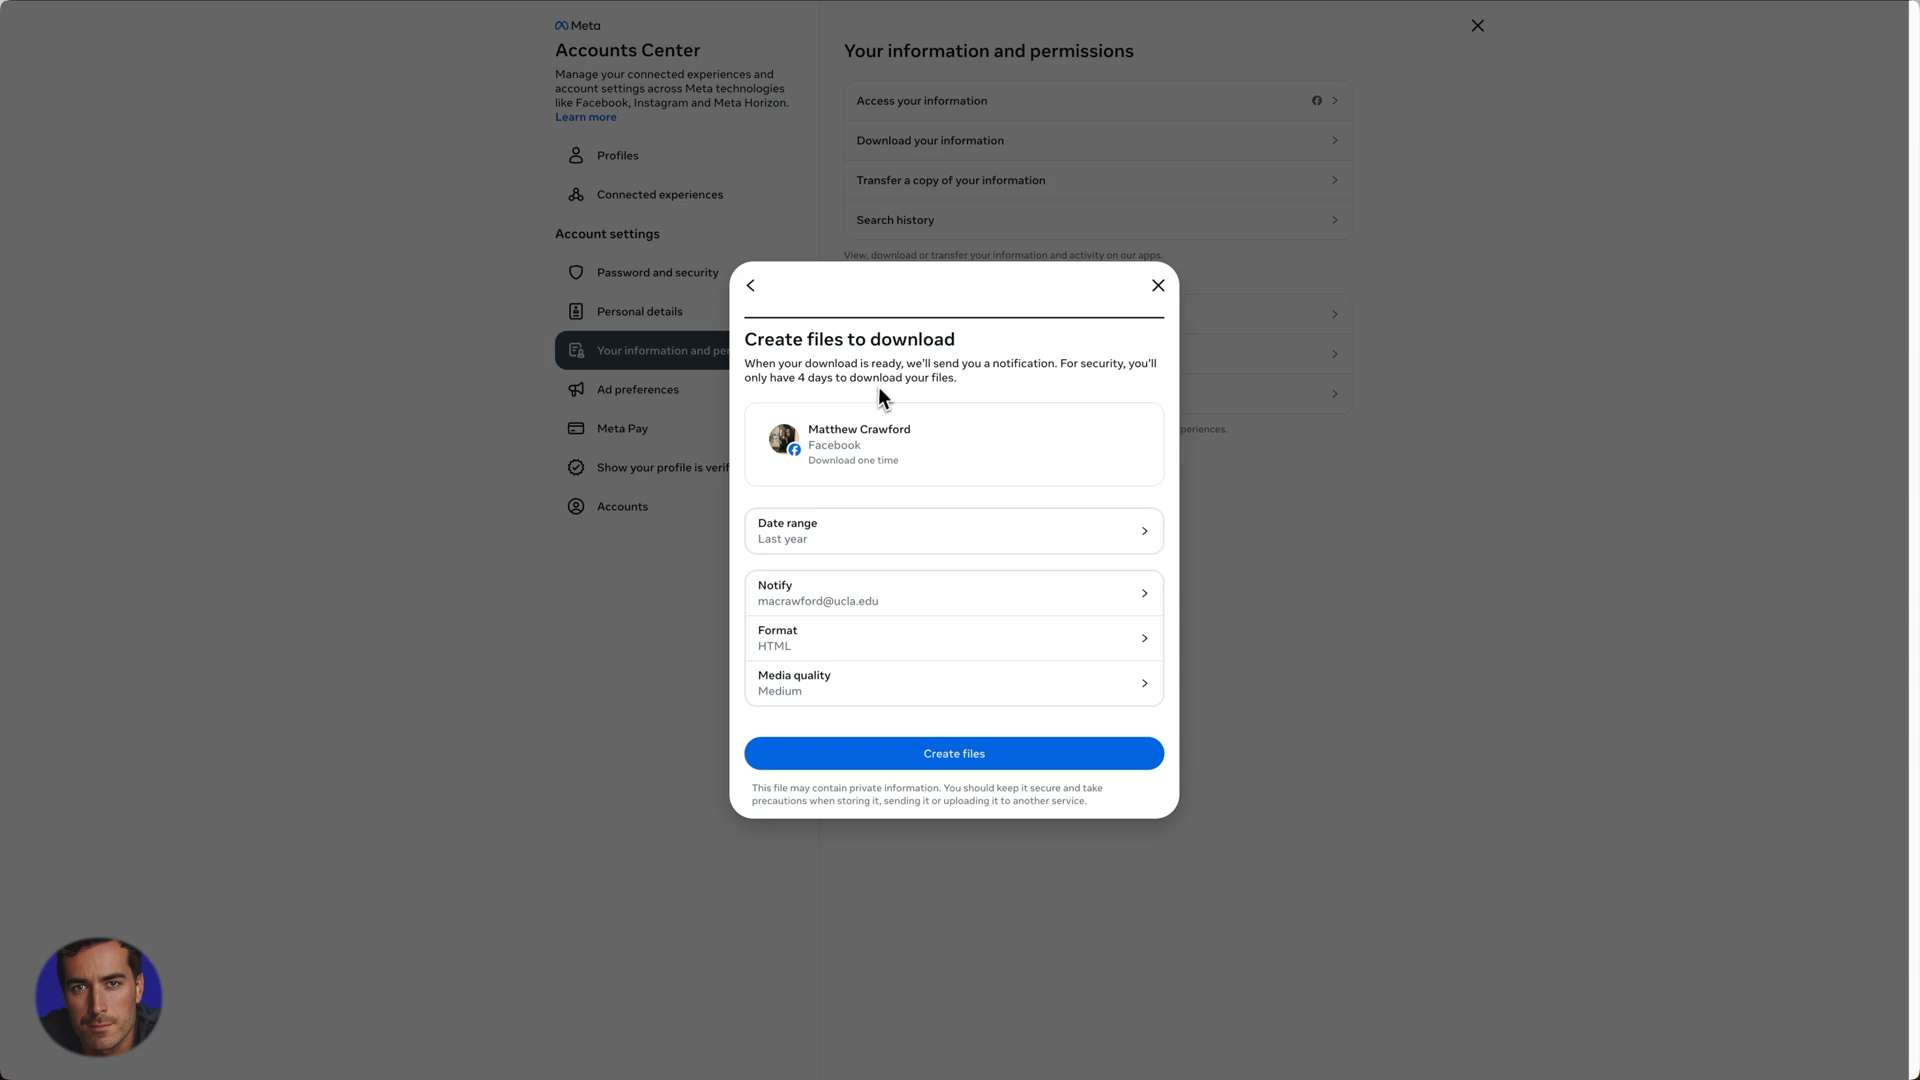 Meta
Accounts Center
Manage your connected experiences and
account settings across Meta technologies
like Facebook, Instagram and Meta Horizon.
Learn more
Profiles
Connected experiences
Account settings
Password and security
Personal details
Your information and per
Ad preferences
Meta Pay
Show your profile is verif
Accounts
Your information and permissions
Access your information
Download your information
Transfer a copy of your information
Search history
View, download or transfer your information and activity on our apps.
periences.
Create files to download
When your download is ready, we'll send you a notification. For security, you'll
only have 4 days to download your files.
Matthew Crawford
Facebook
Download one time
Date range
Last year
Notify
macrawford@ucla.edu
Format
HTML
Media quality
Medium
Create files
This file may contain private information. You should keep it secure and take
precautions when storing it, sending it or uploading it to another service.